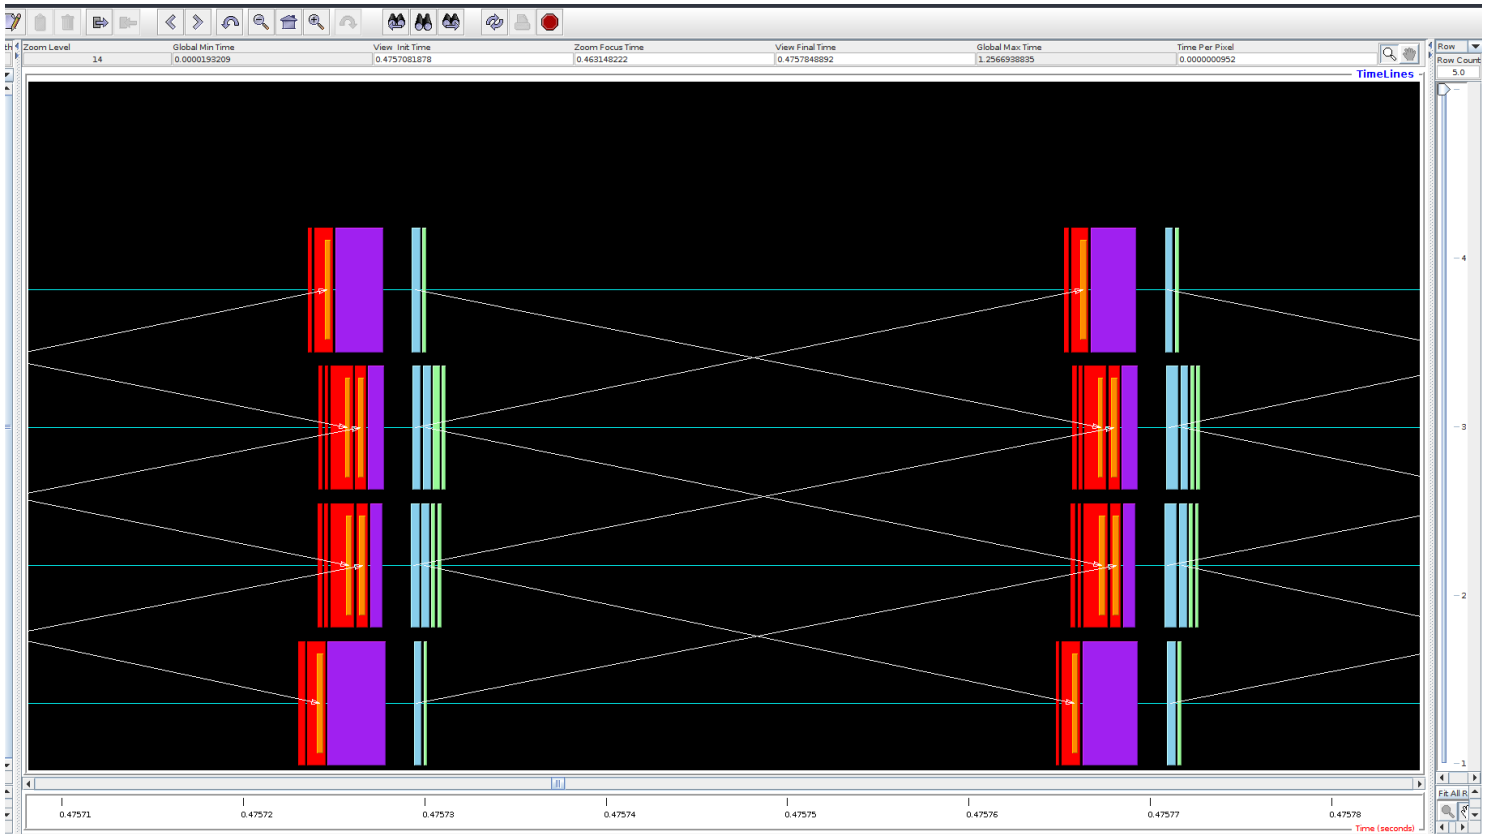 th Zoom Level Global Min Time View Init Time Zoom Focus Time View Final Time Global Max Time Time Per Pixel Row
14 0.0000193209 0.4757081878 0.463148222 0.4757848892 1.2566938835 0.0000000952 Row Count
5.0
TimeLines
4
3
2
1
Fit All R
0.47571 0.47572 0.47573 0.47574 0.47575 0.47576 0.47577 0.47578
Time (seconds)